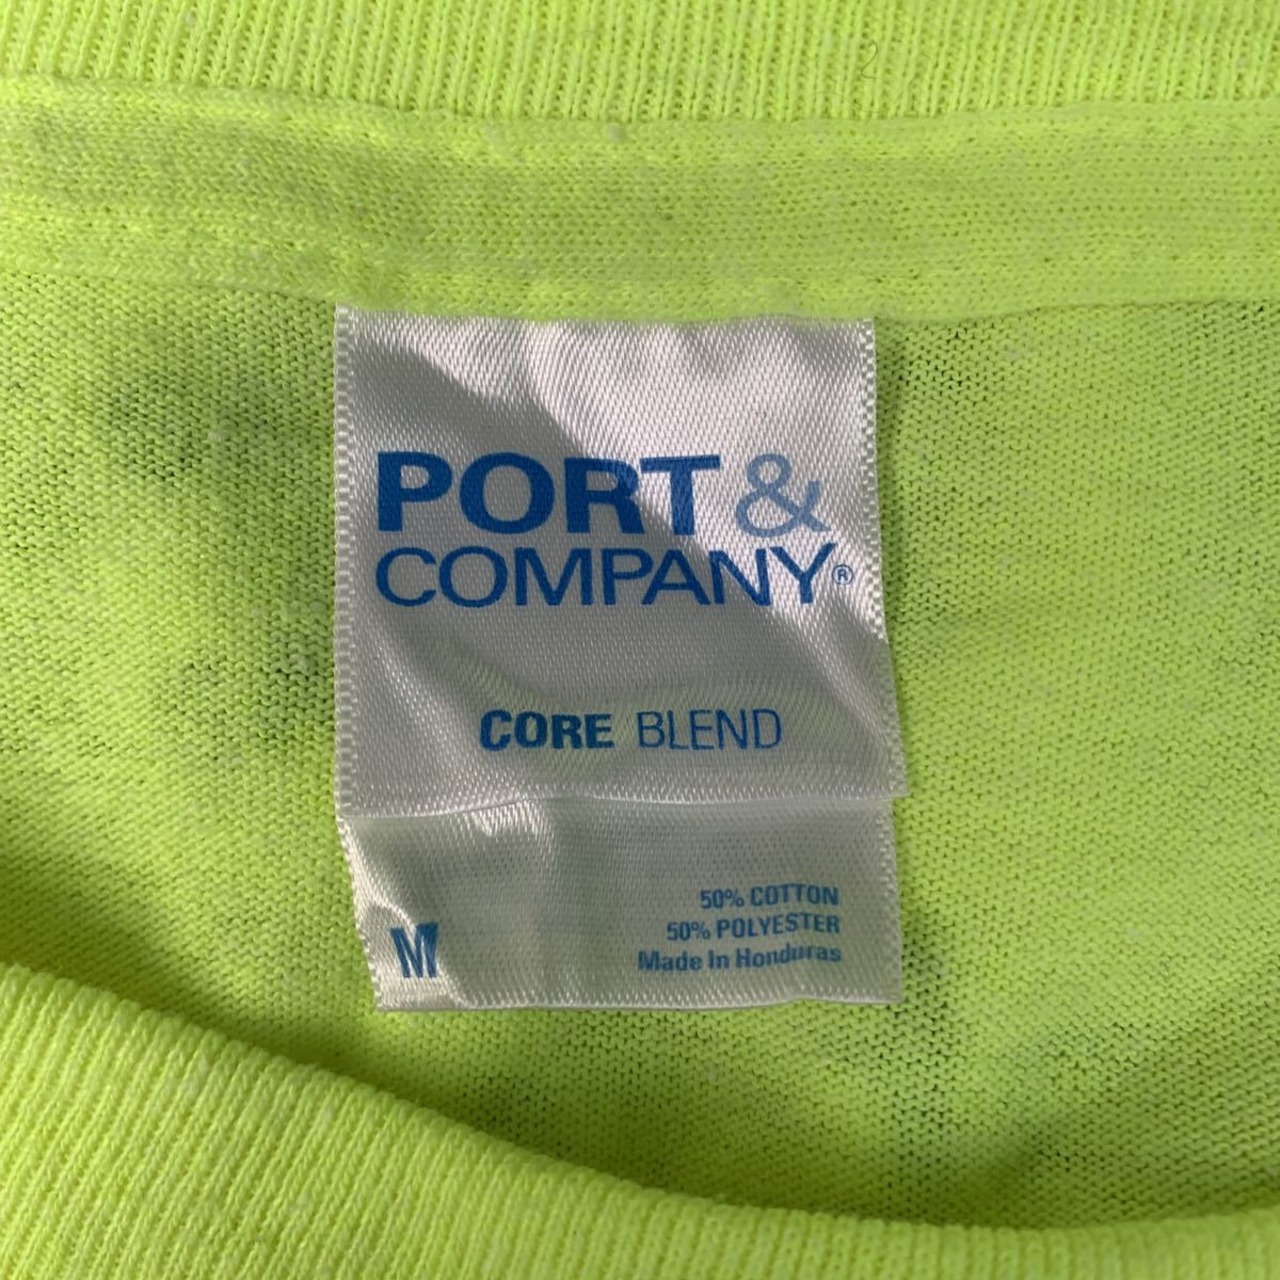 PORT &
COMPANY®
CORE BLEND
50% COTTON
50% POLYESTER
M
Made In Honduras